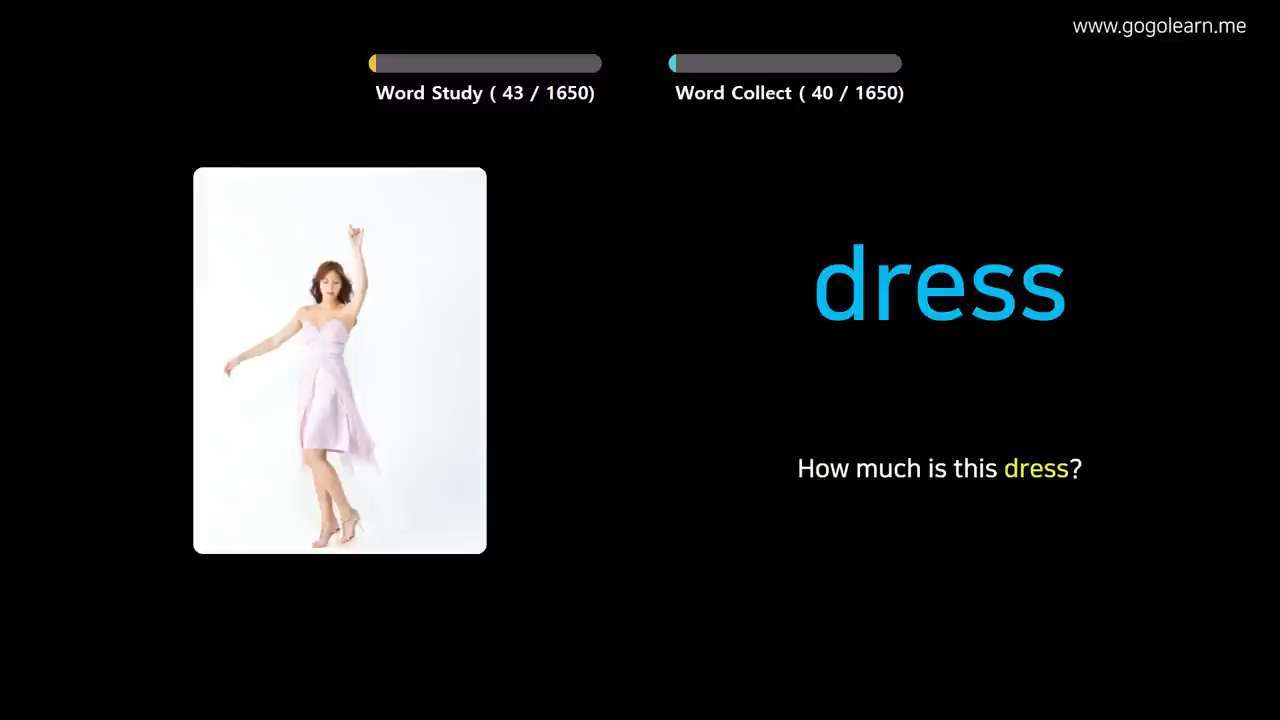 www.gogolearn.me
Word Study ( 43 / 1650)
Word Collect ( 40 / 1650)
dress
How much is this dress?